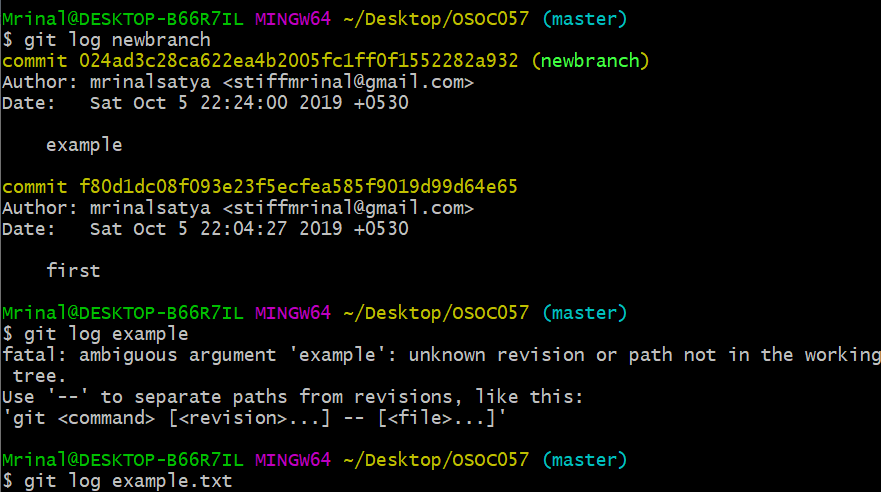 Mrinal@DESKTOP-B66R7IL MINGW64 ~/Desktop/OSOC057 (master)
$ git log newbranch
commit 024ad3c28ca622ea4b2005fc1ff0f1552282a932 (newbranch)
Author: mrinalsatya <stiffmrinal@gmail.com>
Date:   Sat Oct 5 22:24:00 2019 +0530
    example
commit f80d1dc08f093e23f5ecfea585f9019d99d64e65
Author: mrinalsatya <stiffmrinal@gmail.com>
Date:   Sat Oct 5 22:04:27 2019 +0530
    first
Mrinal@DESKTOP-B66R7IL MINGW64 ~/Desktop/OSOC057 (master)
$ git log example
fatal: ambiguous argument 'example': unknown revision or path not in the working
 tree.
Use '--' to separate paths from revisions, like this:
'git <command> [<revision>...] -- [<file>...]'
Mrinal@DESKTOP-B66R7IL MINGW64 ~/Desktop/OSOC057 (master)
$ git log example.txt